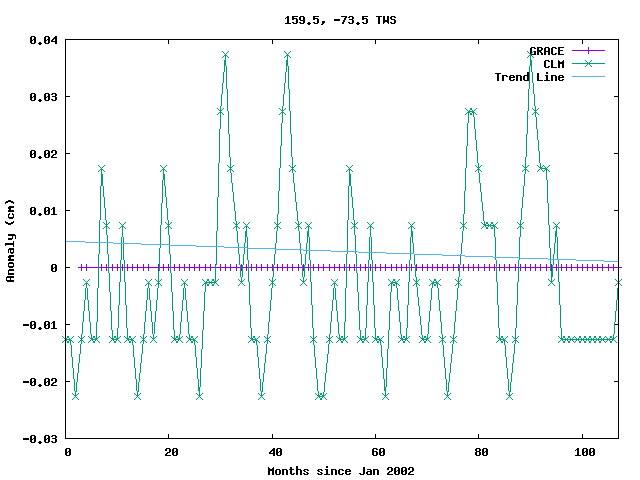 159.5, -73.5 TWS
GRACE
CLM
Trend Line
0.04
0.03
0.02
0.01
0
-0.01
-0.02
-0.03
Anomaly (cm)
0 20 40 60 80 100
Months since Jan 2002